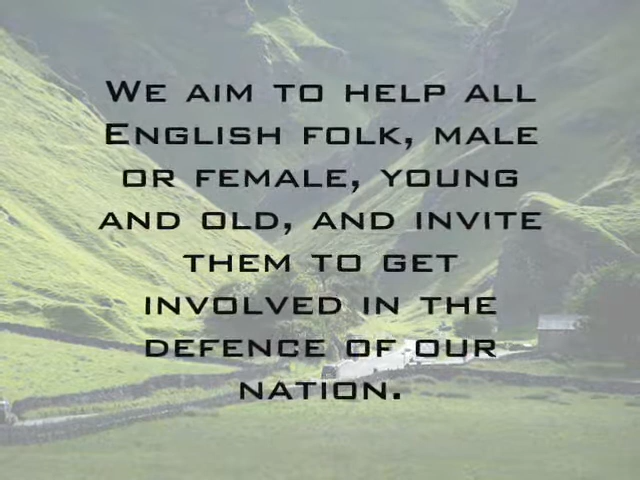 We aim to help all
English folk, male
or female, young
and old, and invite
them to get
involved in the
defence of our
nation.